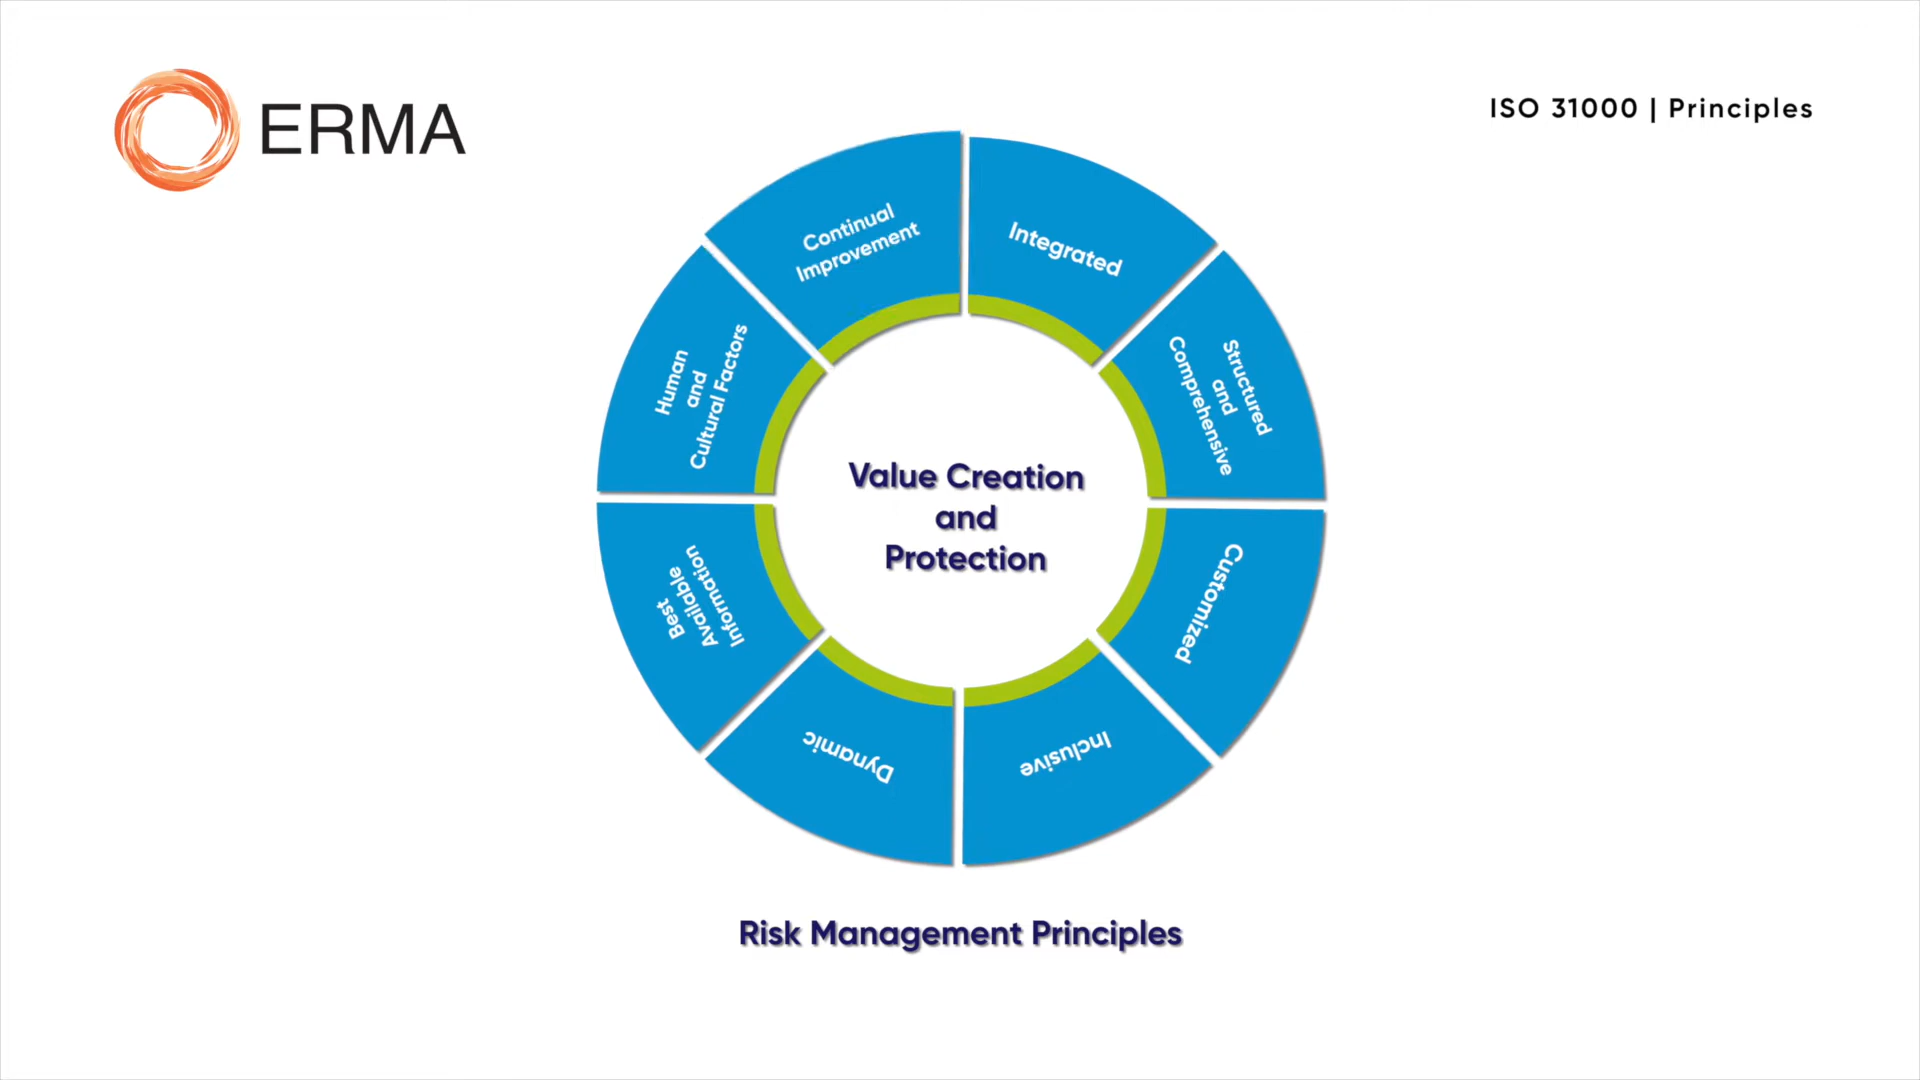 ERMA
ISO 31000 | Principles
Continual
Improvement
Integrated
Structured
and
Comprehensive
Customized
Inclusive
Dynamic
Best
Available
Information
Human
and
Cultural Factors
Value Creation
and
Protection
Risk Management Principles